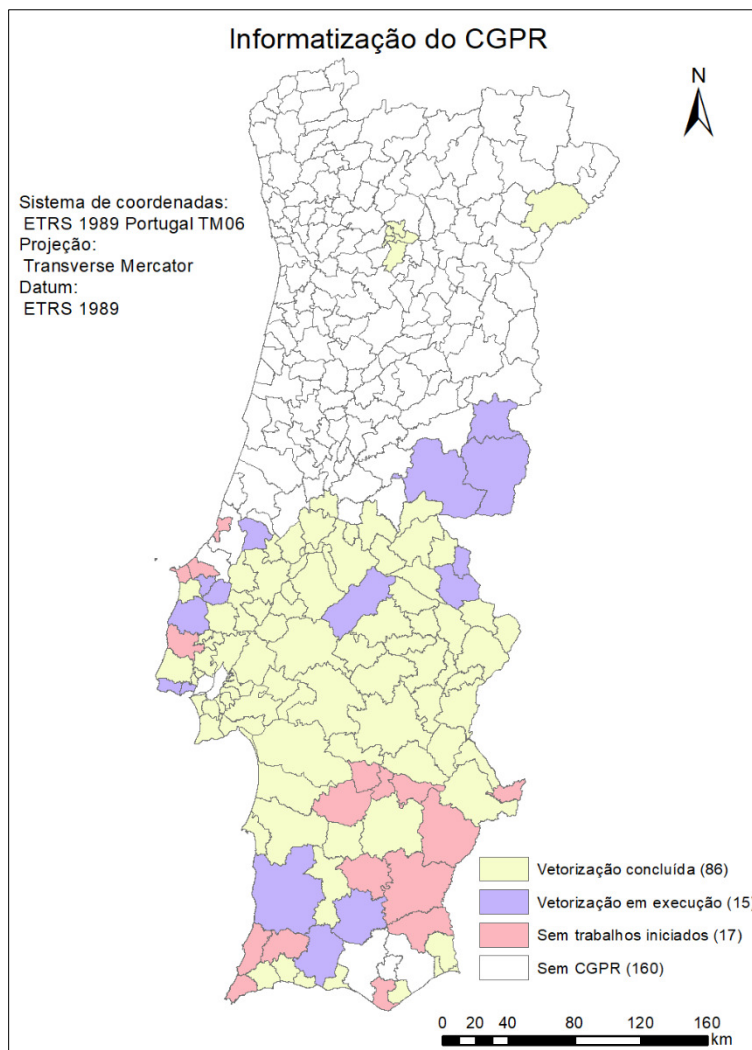 Informatização do CGPR
N
Sistema de coordenadas:
ETRS 1989 Portugal TM06
Projeção:
Transverse Mercator
Datum:
ETRS 1989
Vetorização concluída (86)
Vetorização em execução (15)
Sem trabalhos iniciados (17)
Sem CGPR (160)
0 20 40 80 120 160
km